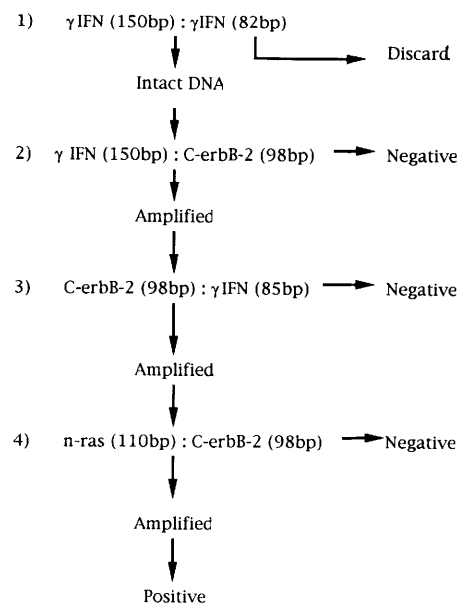 1) γIFN (150bp) : γIFN (82bp)
Discard
Intact DNA
2) γ IFN (150bp) : C-erbB-2 (98bp) Negative
Amplified
3) C-erbB-2 (98bp) : γIFN (85bp) Negative
Amplified
4) n-ras (110bp) : C-erbB-2 (98bp) Negative
Amplified
Positive